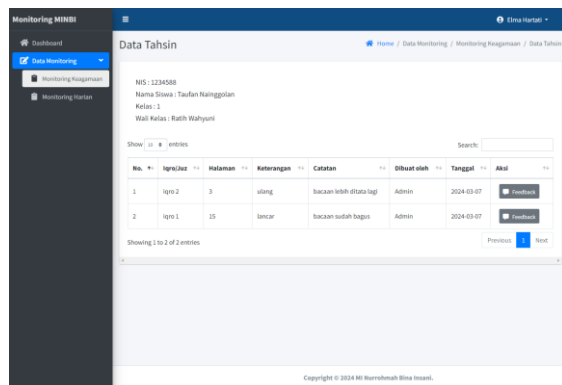 Monitoring MINBI
Elma Hartati
Dashboard
Data Monitoring
Monitoring Keagamaan
Monitoring Harian
Data Tahsin
Home / Data Monitoring / Monitoring Keagamaan / Data Tahsin
NIS : 1234588
Nama Siswa : Taufan Nainggolan
Kelas : 1
Wali Kelas : Ratih Wahyuni
Show 10 entries
Search:
No. Iqro/Juz Halaman Keterangan Catatan Dibuat oleh Tanggal Aksi
1 Iqro 2 3 ulang bacaan lebih ditata lagi Admin 2024-03-07 Feedback
2 Iqro 1 15 lancar bacaan sudah bagus Admin 2024-03-07 Feedback
Showing 1 to 2 of 2 entries
Previous 1 Next
Copyright © 2024 MI Nurrohmah Bina Insani.